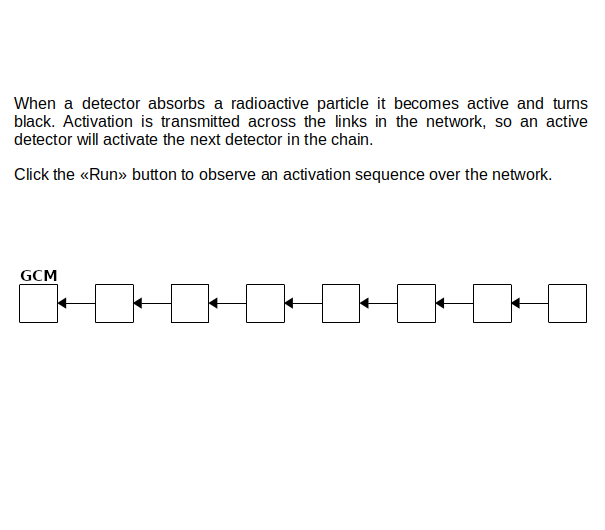 When a detector absorbs a radioactive particle it becomes active and turns
black. Activation is transmitted across the links in the network, so an active
detector will activate the next detector in the chain.
Click the «Run» button to observe an activation sequence over the network.
GCM